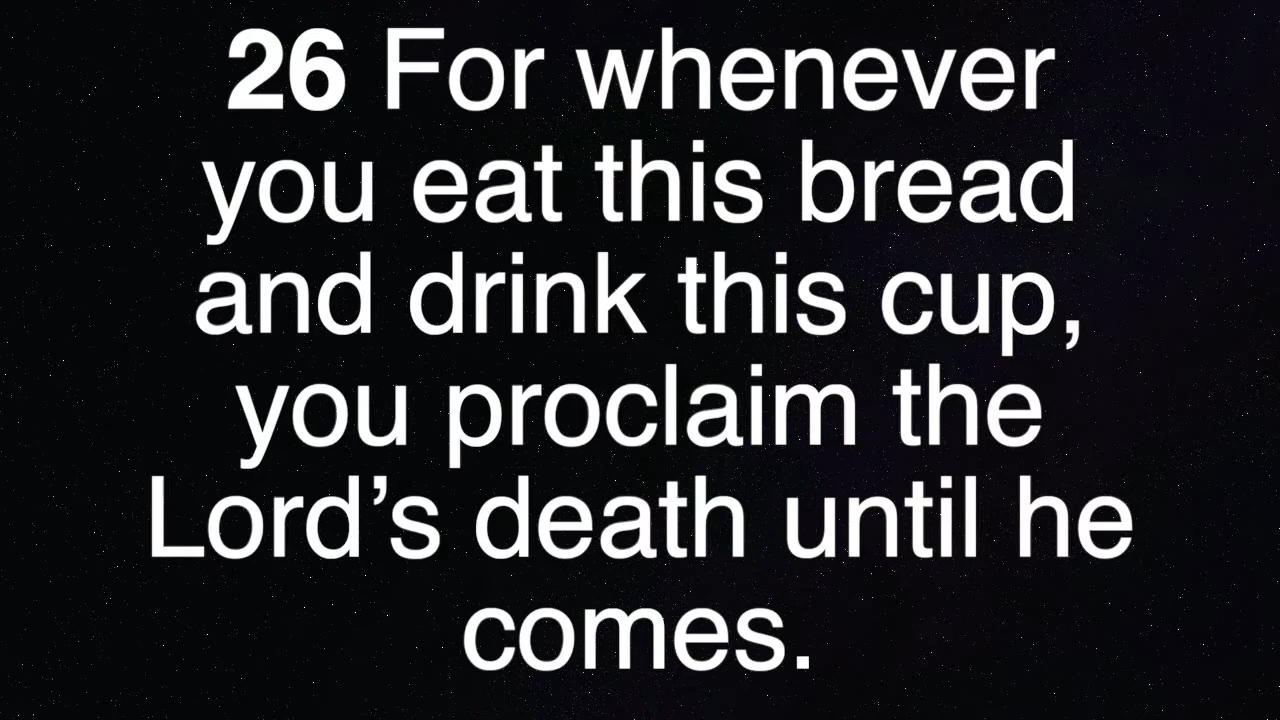 26 For whenever
you eat this bread
and drink this cup,
you proclaim the
Lord’s death until he
comes.